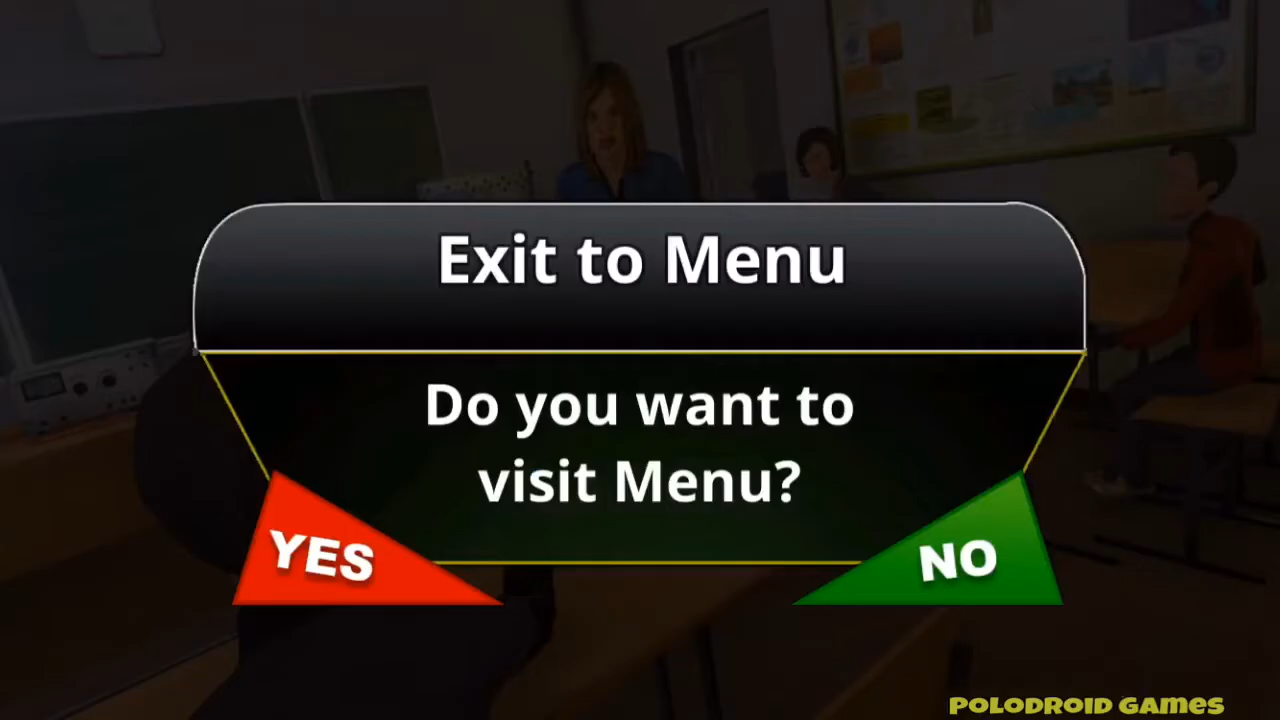 Exit to Menu
Do you want to
visit Menu?
YES
NO
POLODROID GAMES